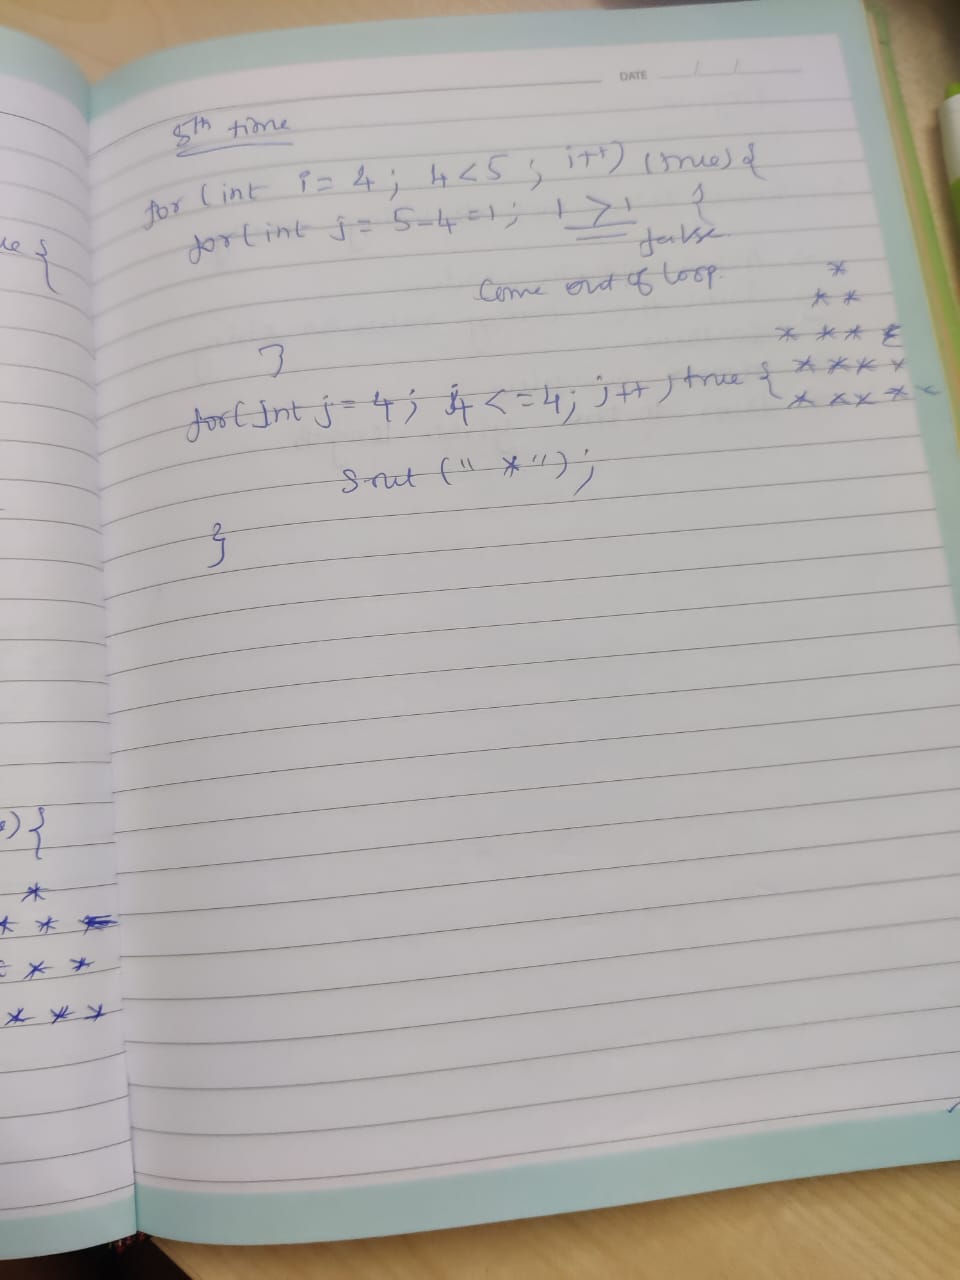 DATE / /
5th time
for (int i = 4; 4 < 5; i++) (true) {
for (int j = 5-4=1; 1 > 1 {
false
Come out of loop.
*
* *
* * * *
}
* * * *
for (int j = 4; 4 <= 4; j++) true {
* * * * *
Sout (" * ");
}
{
) {
*
* *
* *
* * *